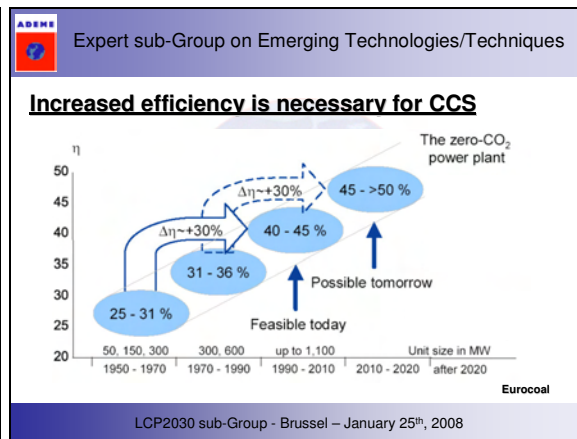 ADEME
Expert sub-Group on Emerging Technologies/Techniques
Increased efficiency is necessary for CCS
η
The zero-CO₂
power plant
50
45
40
35
30
25
20
Δη~+30%
45 - >50 %
Δη~+30%
40 - 45 %
31 - 36 %
Possible tomorrow
25 - 31 %
Feasible today
50, 150, 300
300, 600
up to 1,100
Unit size in MW
1950 - 1970
1970 - 1990
1990 - 2010
2010 - 2020
after 2020
Eurocoal
LCP2030 sub-Group - Brussel – January 25th, 2008